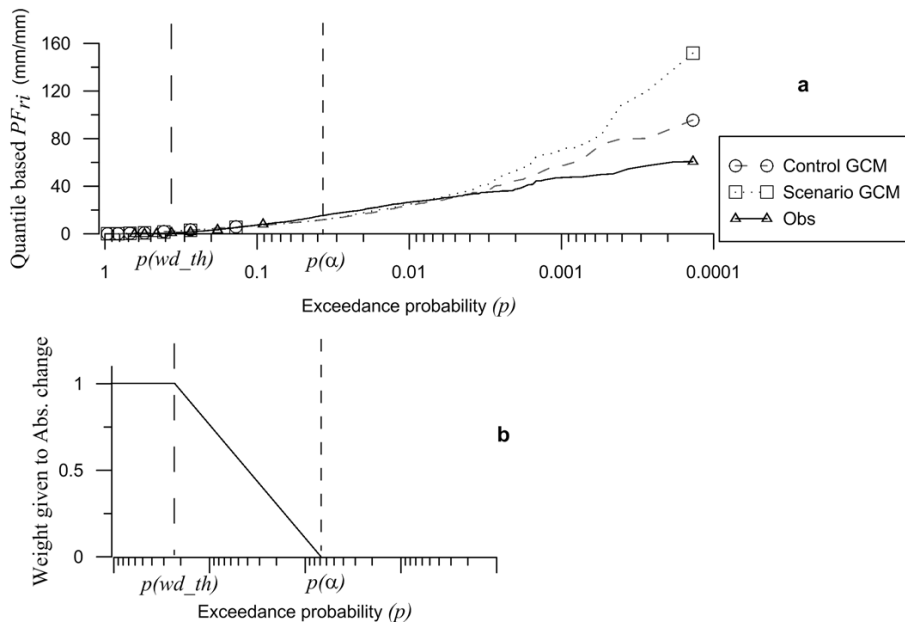 160
120
80
40
0
Quantile based PF_ri (mm/mm)
a
Control GCM
Scenario GCM
Obs
1
0.1
0.01
0.001
0.0001
p(wd_th)
p(α)
Exceedance probability (p)
1
0.5
0
Weight given to Abs. change
b
p(wd_th)
p(α)
Exceedance probability (p)